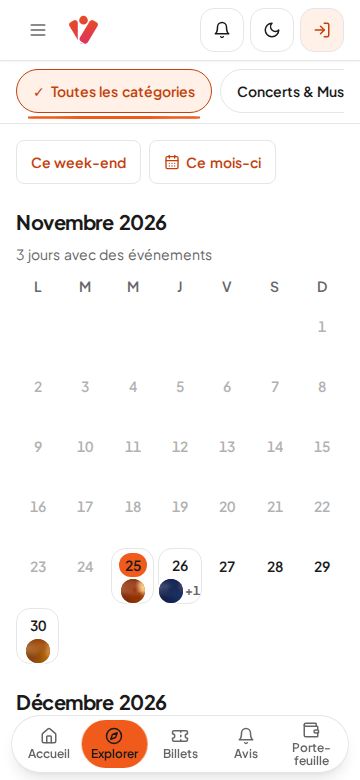 ✓ Toutes les catégories Concerts & Mus
Ce week-end Ce mois-ci
Novembre 2026
3 jours avec des événements
L M M J V S D
1
2 3 4 5 6 7 8
9 10 11 12 13 14 15
16 17 18 19 20 21 22
23 24 25 26 27 28 29
+1
30
Décembre 2026
Accueil Explorer Billets Avis Porte-
feuille